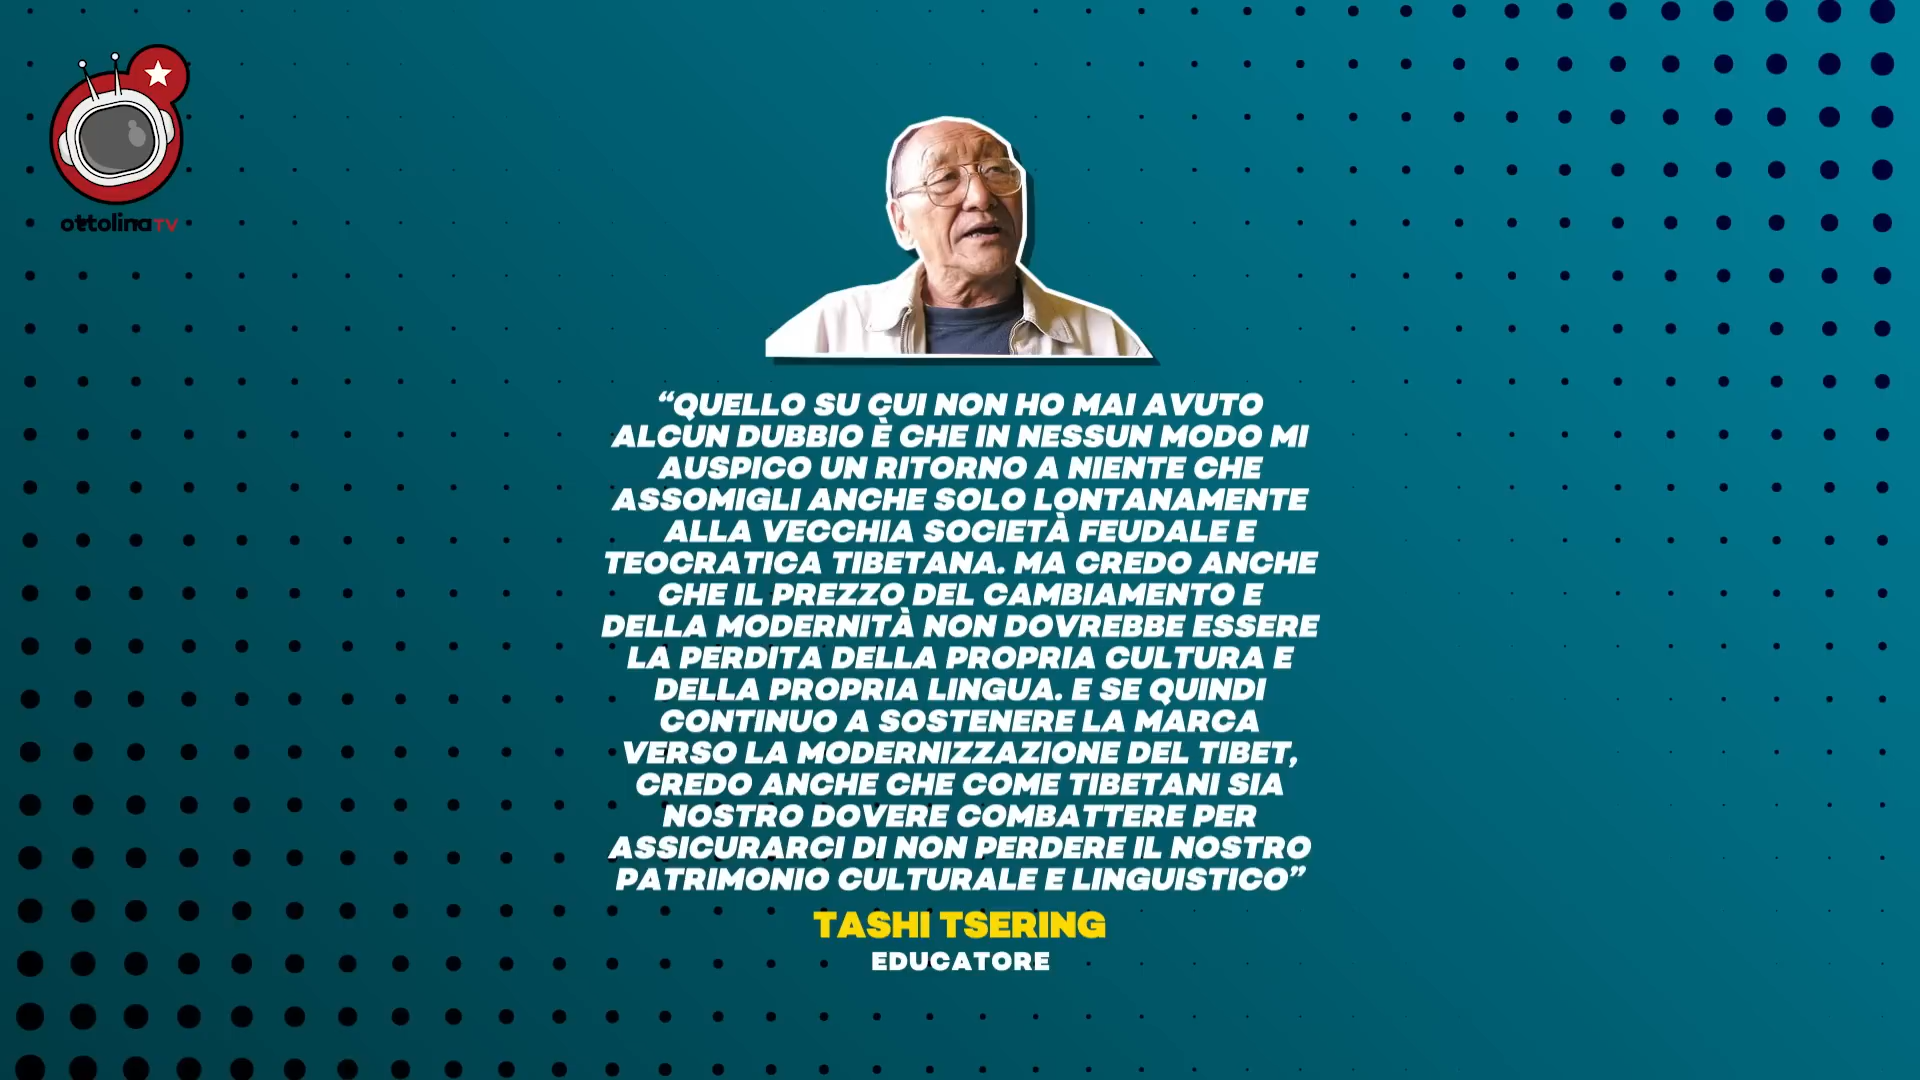 ottolinaTV
“QUELLO SU CUI NON HO MAI AVUTO
ALCUN DUBBIO È CHE IN NESSUN MODO MI
AUSPICO UN RITORNO A NIENTE CHE
ASSOMIGLI ANCHE SOLO LONTANAMENTE
ALLA VECCHIA SOCIETÀ FEUDALE E
TEOCRATICA TIBETANA. MA CREDO ANCHE
CHE IL PREZZO DEL CAMBIAMENTO E
DELLA MODERNITÀ NON DOVREBBE ESSERE
LA PERDITA DELLA PROPRIA CULTURA E
DELLA PROPRIA LINGUA. E SE QUINDI
CONTINUO A SOSTENERE LA MARCA
VERSO LA MODERNIZZAZIONE DEL TIBET,
CREDO ANCHE CHE COME TIBETANI SIA
NOSTRO DOVERE COMBATTERE PER
ASSICURARCI DI NON PERDERE IL NOSTRO
PATRIMONIO CULTURALE E LINGUISTICO”
TASHI TSERING
EDUCATORE